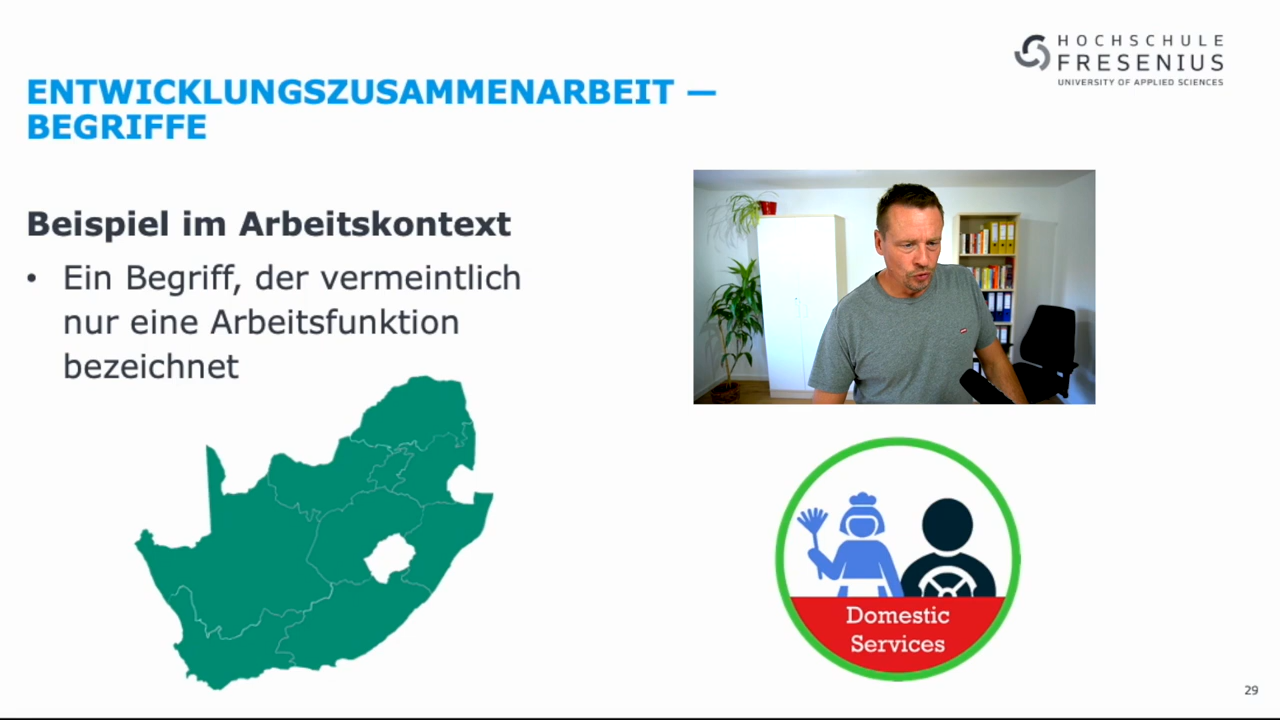 HOCHSCHULE
FRESENIUS
UNIVERSITY OF APPLIED SCIENCES
ENTWICKLUNGSZUSAMMENARBEIT —
BEGRIFFE
Beispiel im Arbeitskontext
• Ein Begriff, der vermeintlich
nur eine Arbeitsfunktion
bezeichnet
Domestic
Services
29